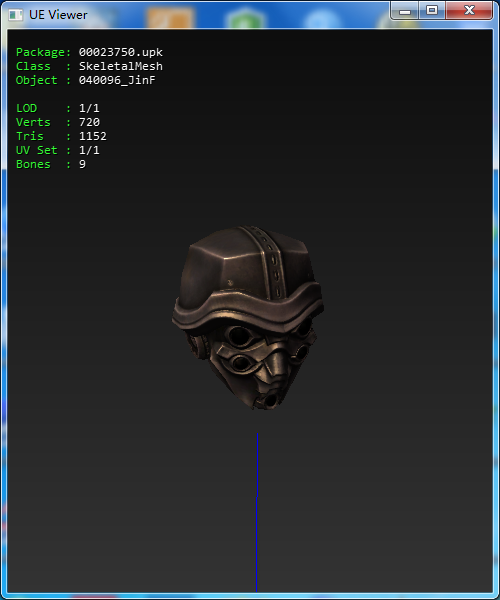 UE Viewer
Package: 00023750.upk
Class : SkeletalMesh
Object : 040096_JinF
LOD : 1/1
Verts : 720
Tris : 1152
UV Set : 1/1
Bones : 9